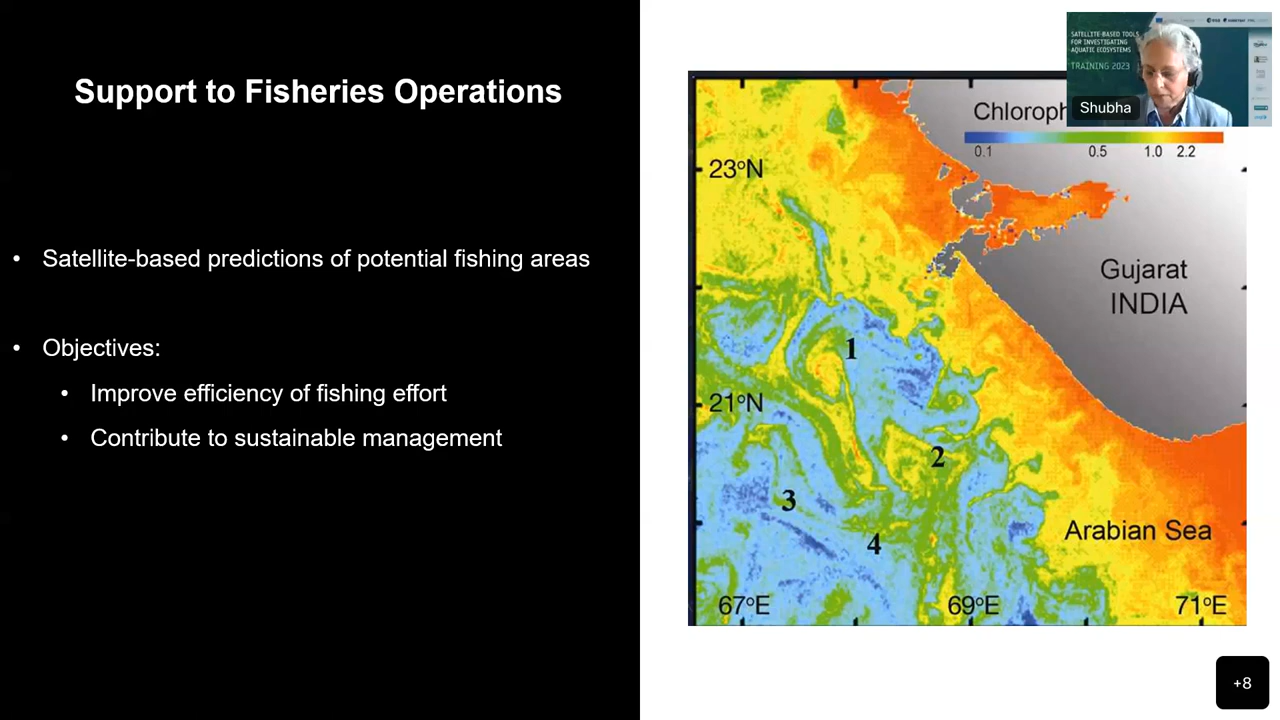 Support to Fisheries Operations
• Satellite-based predictions of potential fishing areas
• Objectives:
• Improve efficiency of fishing effort
• Contribute to sustainable management
SATELLITE-BASED TOOLS
FOR INVESTIGATING
AQUATIC ECOSYSTEMS
TRAINING 2023
Shubha
Chloroph
0.1 0.5 1.0 2.2
23°N
Gujarat
INDIA
1
21°N
2
3
4
Arabian Sea
67°E 69°E 71°E
+8